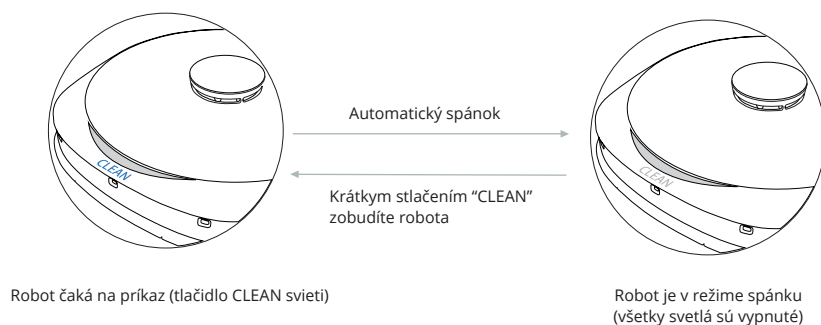 CLEAN
Automatický spánok
Krátkym stlačením “CLEAN”
zobudíte robota
CLEAN
Robot čaká na príkaz (tlačidlo CLEAN svieti)
Robot je v režime spánku
(všetky svetlá sú vypnuté)